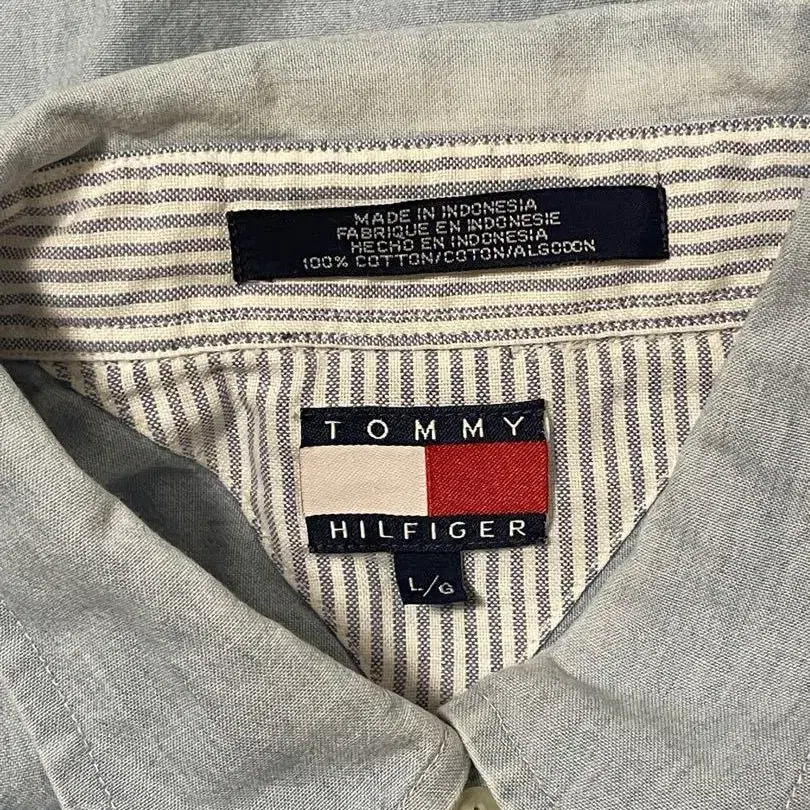 MADE IN INDONESIA
FABRIQUE EN INDONESIE
HECHO EN INDONESIA
100% COTTON/COTON/ALGODON
TOMMY
HILFIGER
L/G